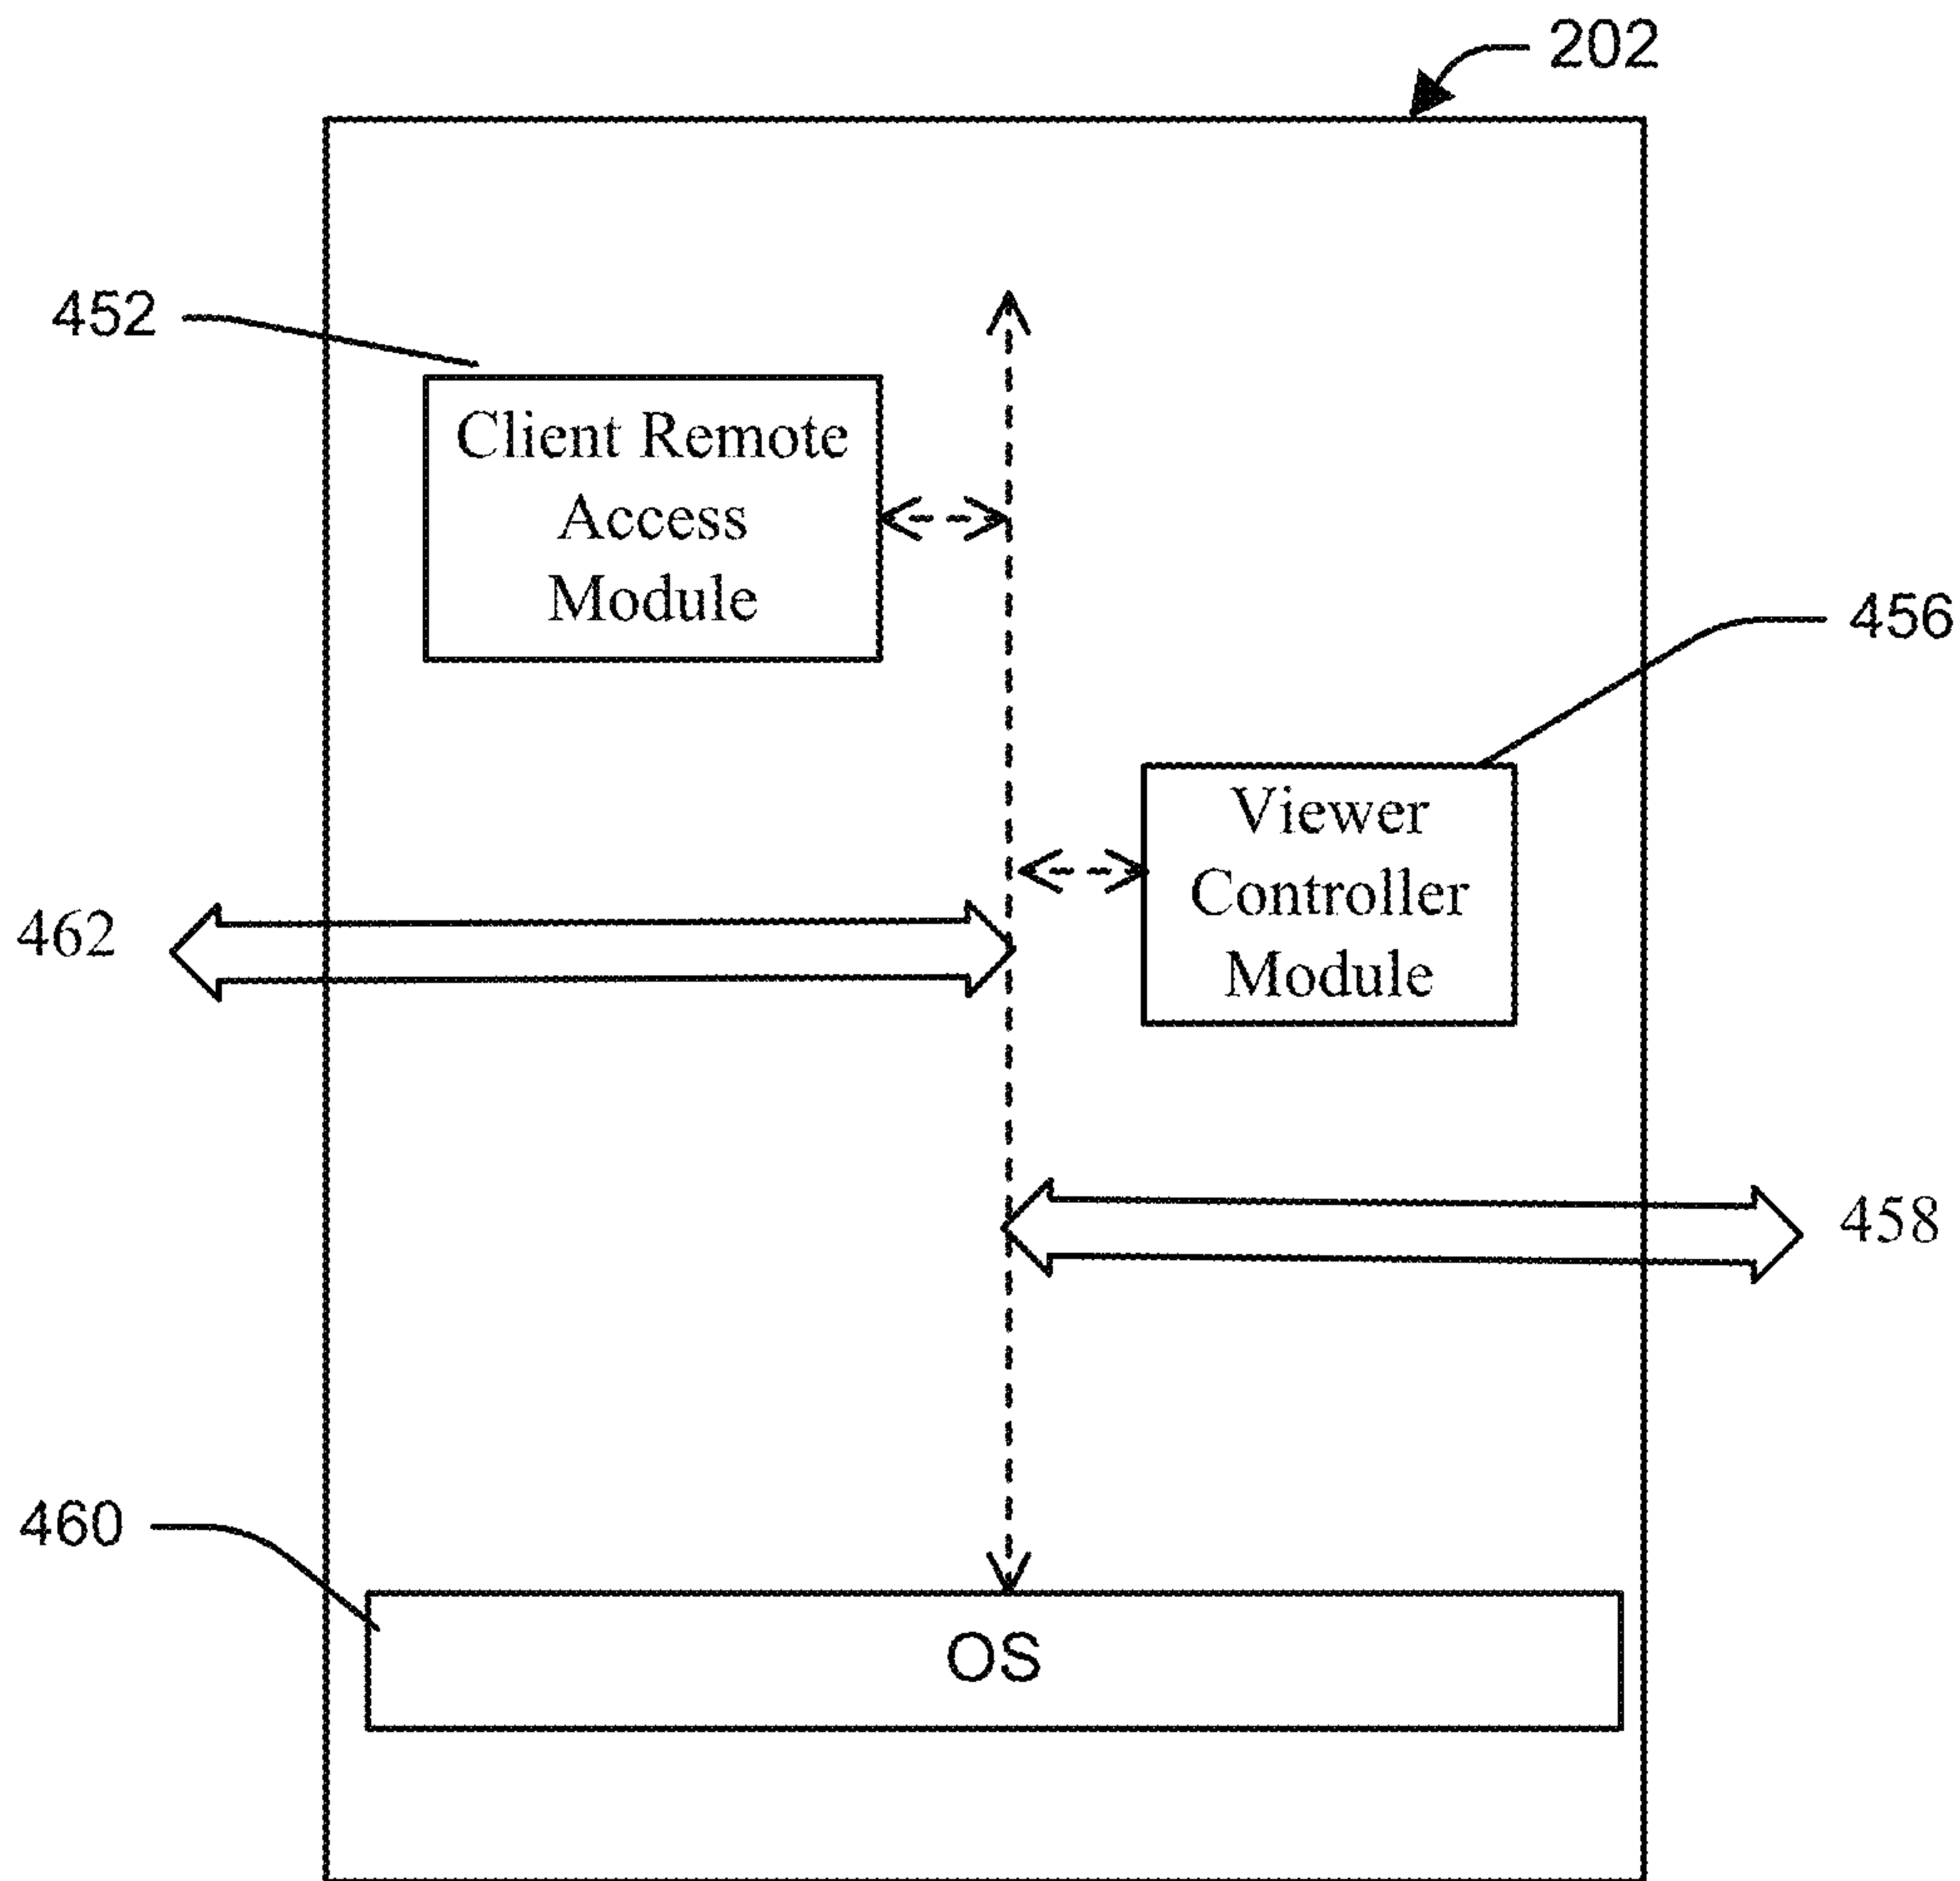 202
452
Client Remote
Access
Module
456
Viewer
Controller
Module
462
458
460
OS